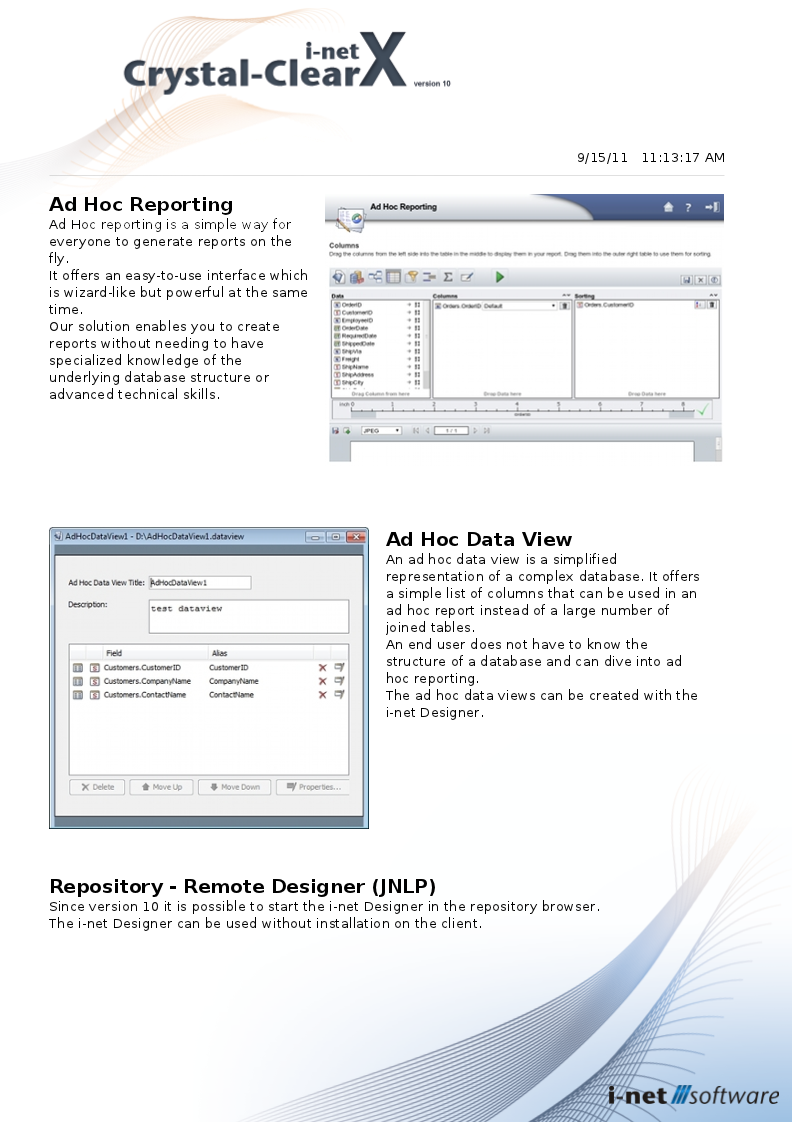 i-net
Crystal-ClearX version 10
9/15/11 11:13:17 AM
Ad Hoc Reporting
Ad Hoc reporting is a simple way for
everyone to generate reports on the
fly.
It offers an easy-to-use interface which
is wizard-like but powerful at the same
time.
Our solution enables you to create
reports without needing to have
specialized knowledge of the
underlying database structure or
advanced technical skills.
Ad Hoc Reporting
Columns
Drag the columns from the left side into the table in the middle to display them in your report. Drag them into the outer right table to use them for sorting.
Data Columns Sorting
OrderID Orders.OrderID: Default Orders.CustomerID
CustomerID
EmployeeID
OrderDate
RequiredDate
ShippedDate
ShipVia
Freight
ShipName
ShipAddress
ShipCity
Drag Column from here Drop Data here Drop Data here
inch 0 1 2 3 4 5 6 7 8
JPEG 1 / 1
AdHocDataView1 - D:\AdHocDataView1.dataview
Ad Hoc Data View Title: AdHocDataView1
Description: test dataview
Field Alias
Customers.CustomerID CustomerID
Customers.CompanyName CompanyName
Customers.ContactName ContactName
Delete Move Up Move Down Properties...
Ad Hoc Data View
An ad hoc data view is a simplified
representation of a complex database. It offers
a simple list of columns that can be used in an
ad hoc report instead of a large number of
joined tables.
An end user does not have to know the
structure of a database and can dive into ad
hoc reporting.
The ad hoc data views can be created with the
i-net Designer.
Repository - Remote Designer (JNLP)
Since version 10 it is possible to start the i-net Designer in the repository browser.
The i-net Designer can be used without installation on the client.
i-net software